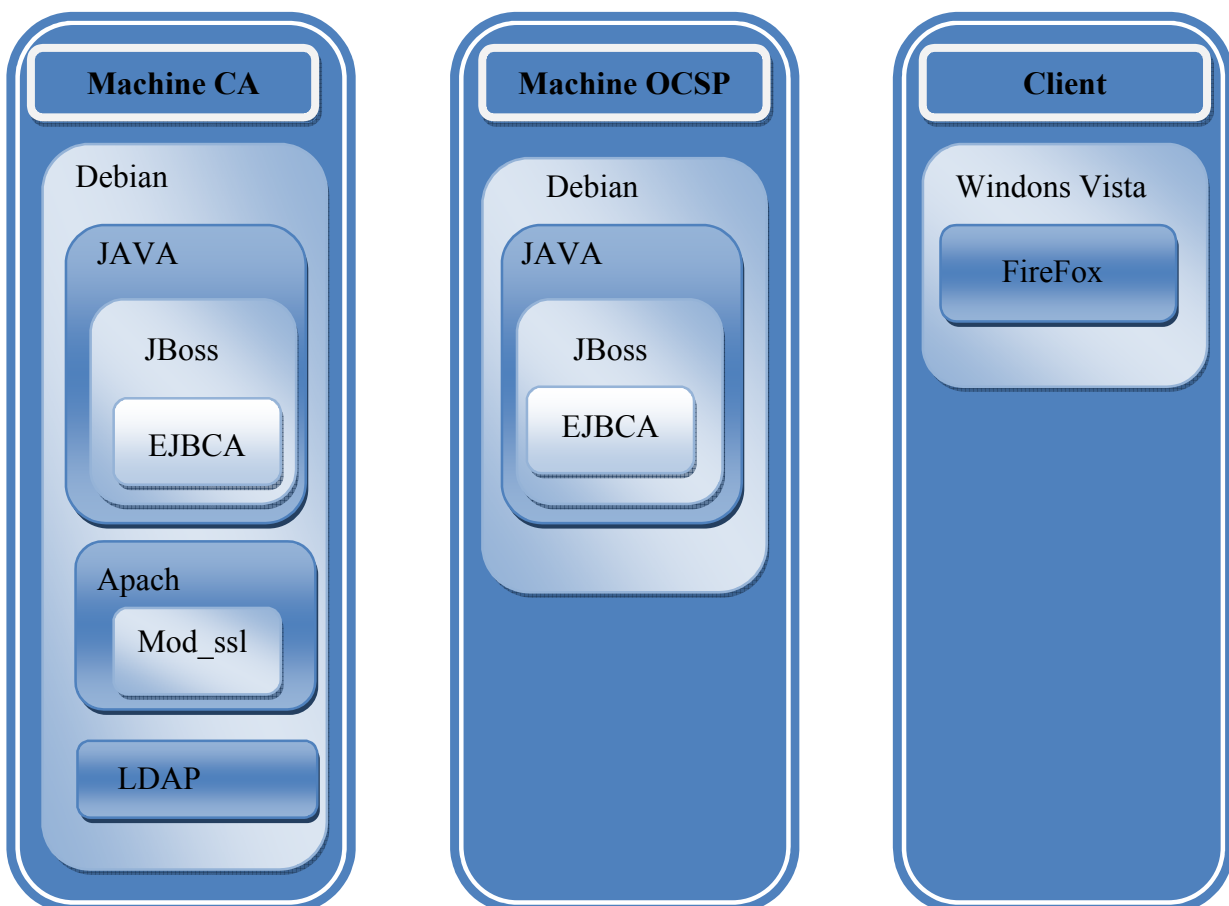 Machine CA
Debian
JAVA
JBoss
EJBCA
Apach
Mod_ssl
LDAP
Machine OCSP
Debian
JAVA
JBoss
EJBCA
Client
Windons Vista
FireFox